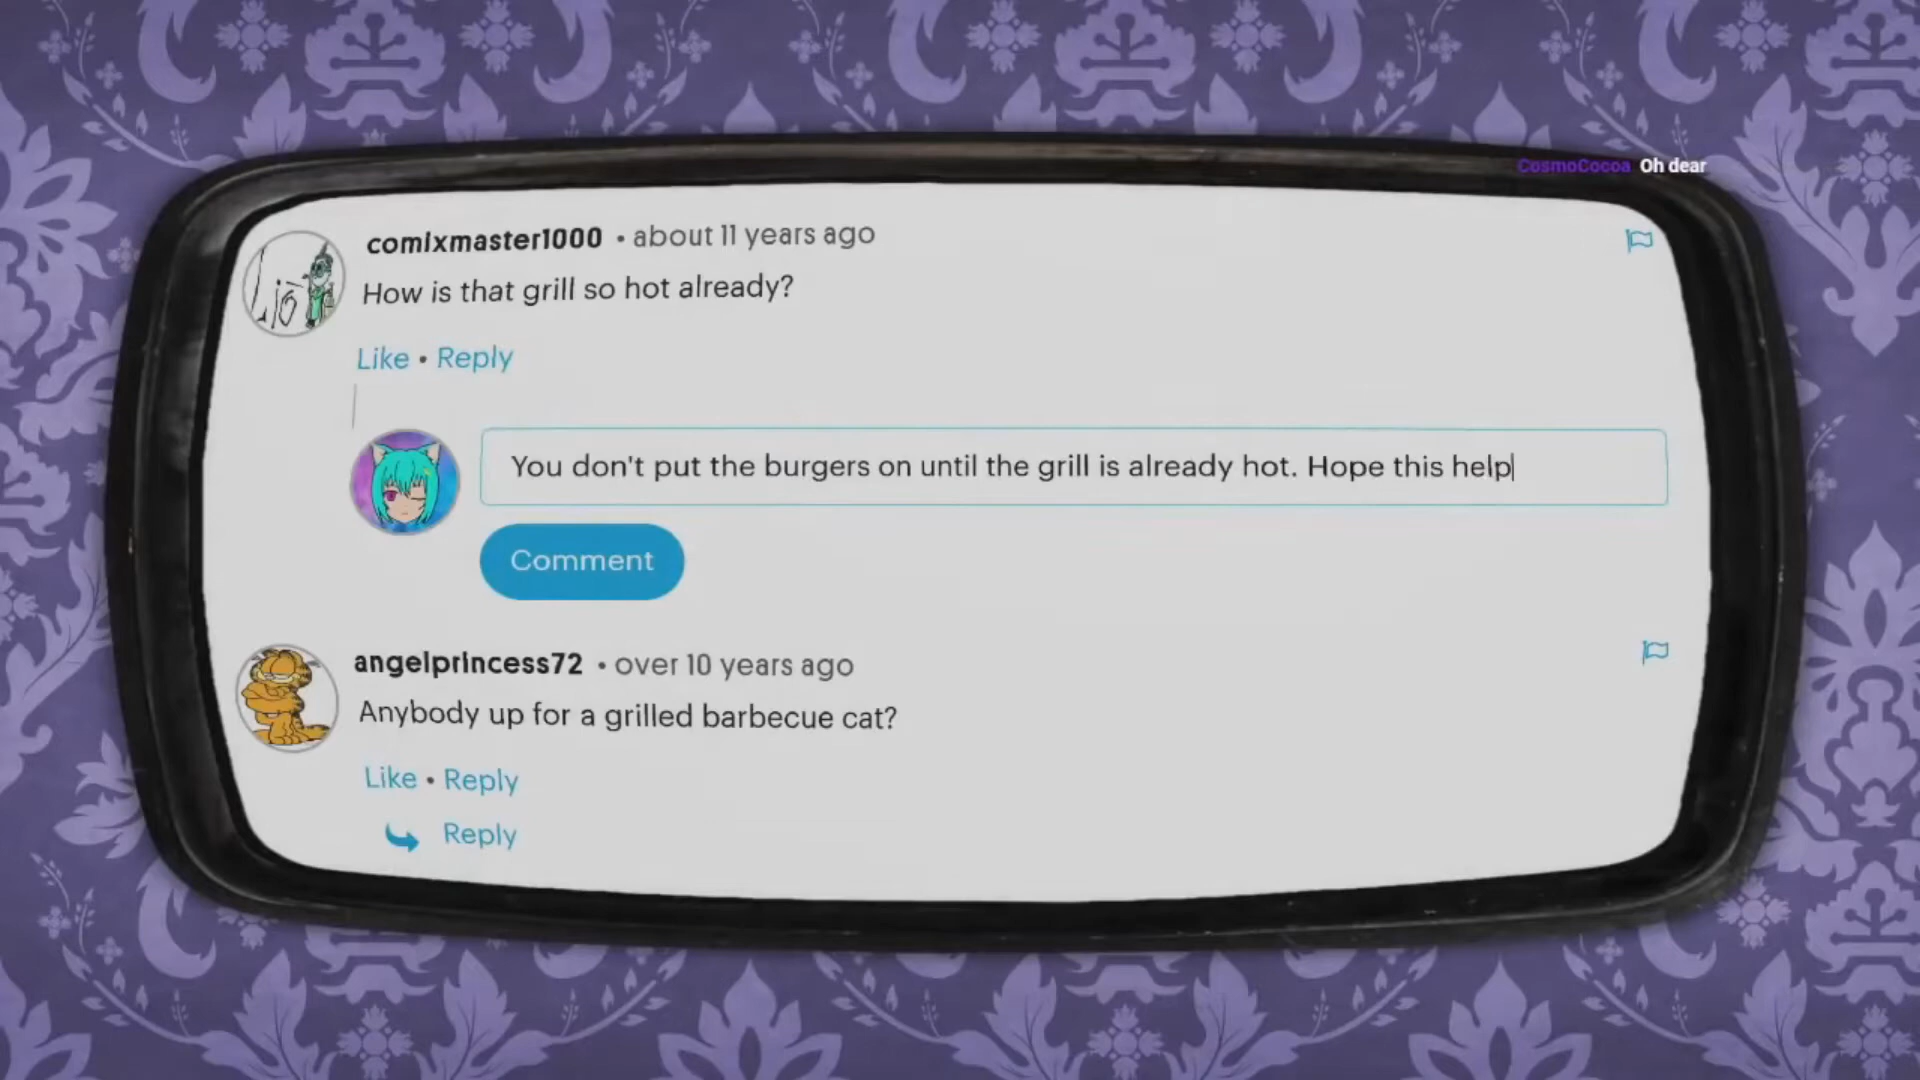 CosmoCocoa Oh dear
comixmaster1000 • about 11 years ago
How is that grill so hot already?
Like • Reply
You don't put the burgers on until the grill is already hot. Hope this help
Comment
angelprincess72 • over 10 years ago
Anybody up for a grilled barbecue cat?
Like • Reply
Reply